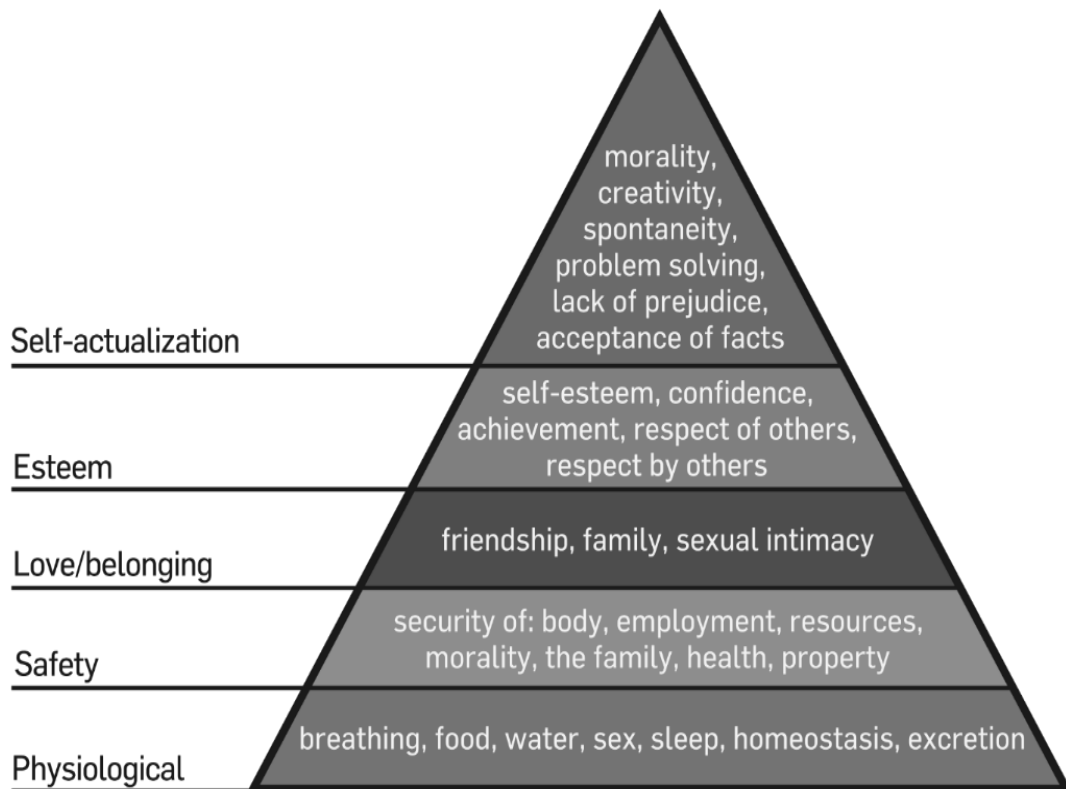 morality,
creativity,
spontaneity,
problem solving,
lack of prejudice,
acceptance of facts
Self-actualization
self-esteem, confidence,
achievement, respect of others,
respect by others
Esteem
friendship, family, sexual intimacy
Love/belonging
security of: body, employment, resources,
morality, the family, health, property
Safety
breathing, food, water, sex, sleep, homeostasis, excretion
Physiological